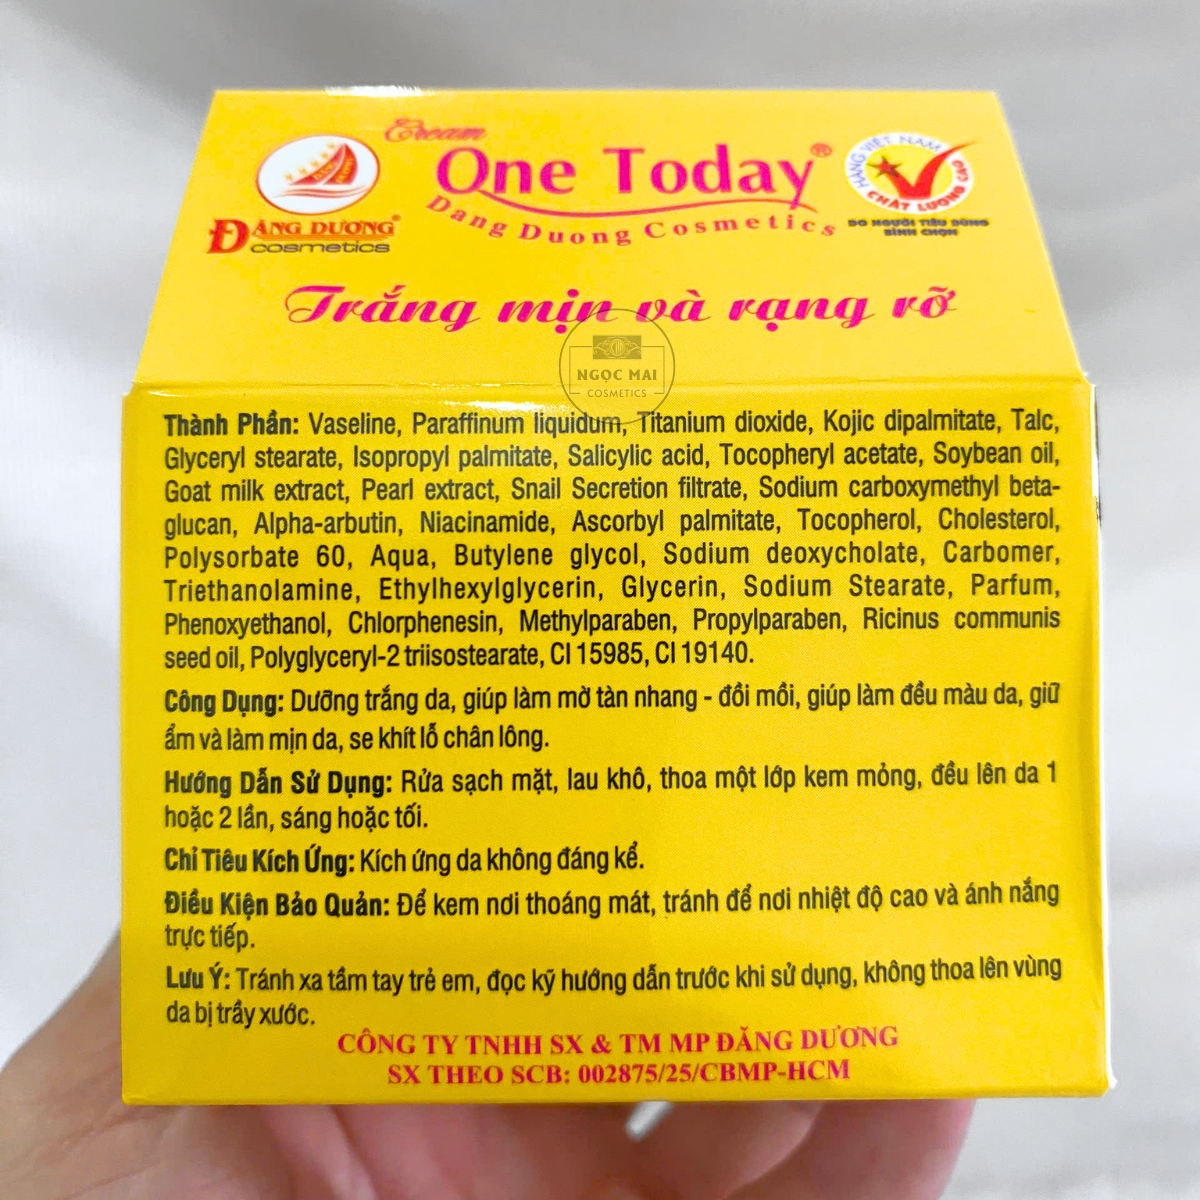 Cream
One Today®
Dang Duong Cosmetics
ĐĂNG DƯƠNG®
cosmetics
HÀNG VIỆT NAM
CHẤT LƯỢNG CAO
DO NGƯỜI TIÊU DÙNG
BÌNH CHỌN
Trắng mịn và rạng rỡ
NGỌC MAI
COSMETICS
Thành Phần: Vaseline, Paraffinum liquidum, Titanium dioxide, Kojic dipalmitate, Talc,
Glyceryl stearate, Isopropyl palmitate, Salicylic acid, Tocopheryl acetate, Soybean oil,
Goat milk extract, Pearl extract, Snail Secretion filtrate, Sodium carboxymethyl beta-
glucan, Alpha-arbutin, Niacinamide, Ascorbyl palmitate, Tocopherol, Cholesterol,
Polysorbate 60, Aqua, Butylene glycol, Sodium deoxycholate, Carbomer,
Triethanolamine, Ethylhexylglycerin, Glycerin, Sodium Stearate, Parfum,
Phenoxyethanol, Chlorphenesin, Methylparaben, Propylparaben, Ricinus communis
seed oil, Polyglyceryl-2 triisostearate, CI 15985, CI 19140.
Công Dụng: Dưỡng trắng da, giúp làm mờ tàn nhang - đồi mồi, giúp làm đều màu da, giữ
ẩm và làm mịn da, se khít lỗ chân lông.
Hướng Dẫn Sử Dụng: Rửa sạch mặt, lau khô, thoa một lớp kem mỏng, đều lên da 1
hoặc 2 lần, sáng hoặc tối.
Chỉ Tiêu Kích Ứng: Kích ứng da không đáng kể.
Điều Kiện Bảo Quản: Để kem nơi thoáng mát, tránh để nơi nhiệt độ cao và ánh nắng
trực tiếp.
Lưu Ý: Tránh xa tầm tay trẻ em, đọc kỹ hướng dẫn trước khi sử dụng, không thoa lên vùng
da bị trầy xước.
CÔNG TY TNHH SX & TM MP ĐĂNG DƯƠNG
SX THEO SCB: 002875/25/CBMP-HCM